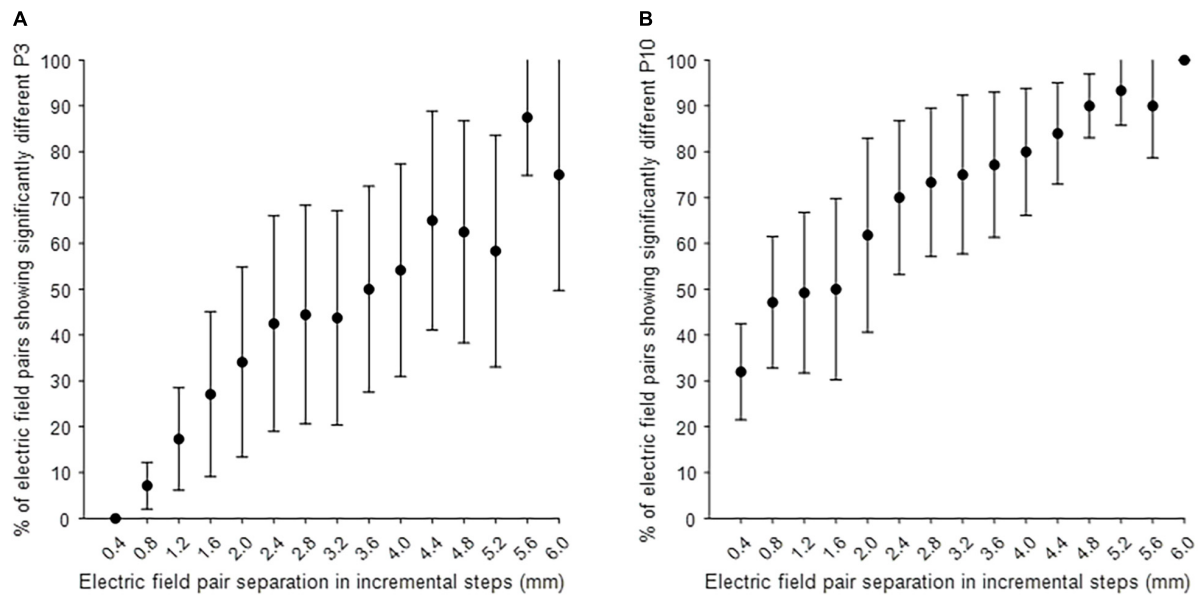 A
% of electric field pairs showing significantly different P3
100
90
80
70
60
50
40
30
20
10
0
0.4 0.8 1.2 1.6 2.0 2.4 2.8 3.2 3.6 4.0 4.4 4.8 5.2 5.6 6.0
Electric field pair separation in incremental steps (mm)
B
% of electric field pairs showing significantly different P10
100
90
80
70
60
50
40
30
20
10
0
0.4 0.8 1.2 1.6 2.0 2.4 2.8 3.2 3.6 4.0 4.4 4.8 5.2 5.6 6.0
Electric field pair separation in incremental steps (mm)